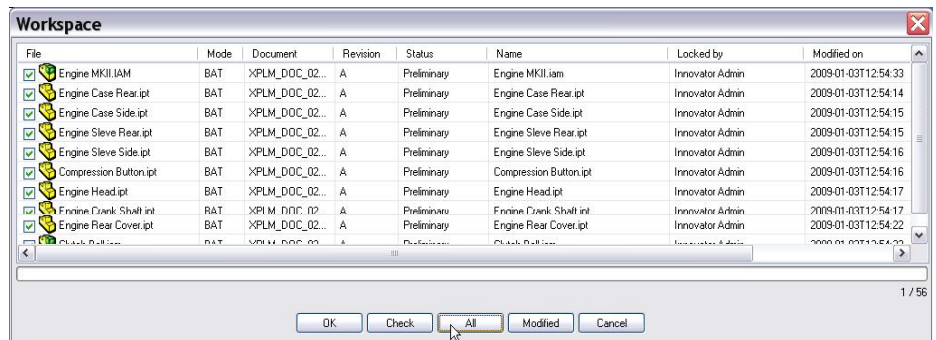 Workspace
File Mode Document Revision Status Name Locked by Modified on
Engine MKII.IAM BAT XPLM_DOC_02... A Preliminary Engine MKII.iam Innovator Admin 2009-01-03T12:54:33
Engine Case Rear.ipt BAT XPLM_DOC_02... A Preliminary Engine Case Rear.ipt Innovator Admin 2009-01-03T12:54:14
Engine Case Side.ipt BAT XPLM_DOC_02... A Preliminary Engine Case Side.ipt Innovator Admin 2009-01-03T12:54:15
Engine Sleve Rear.ipt BAT XPLM_DOC_02... A Preliminary Engine Sleve Rear.ipt Innovator Admin 2009-01-03T12:54:15
Engine Sleve Side.ipt BAT XPLM_DOC_02... A Preliminary Engine Sleve Side.ipt Innovator Admin 2009-01-03T12:54:16
Compression Button.ipt BAT XPLM_DOC_02... A Preliminary Compression Button.ipt Innovator Admin 2009-01-03T12:54:16
Engine Head.ipt BAT XPLM_DOC_02... A Preliminary Engine Head.ipt Innovator Admin 2009-01-03T12:54:17
Engine Crank Shaft.ipt BAT XPLM_DOC_02... A Preliminary Engine Crank Shaft.ipt Innovator Admin 2009-01-03T12:54:17
Engine Rear Cover.ipt BAT XPLM_DOC_02... A Preliminary Engine Rear Cover.ipt Innovator Admin 2009-01-03T12:54:22
1 / 56
OK Check All Modified Cancel